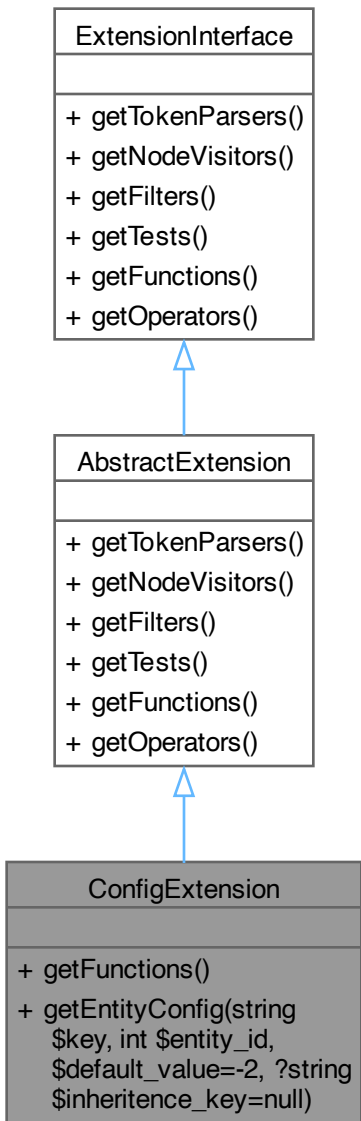 ExtensionInterface
+ getTokenParsers()
+ getNodeVisitors()
+ getFilters()
+ getTests()
+ getFunctions()
+ getOperators()
AbstractExtension
+ getTokenParsers()
+ getNodeVisitors()
+ getFilters()
+ getTests()
+ getFunctions()
+ getOperators()
ConfigExtension
+ getFunctions()
+ getEntityConfig(string
$key, int $entity_id,
$default_value=-2, ?string
$inheritence_key=null)